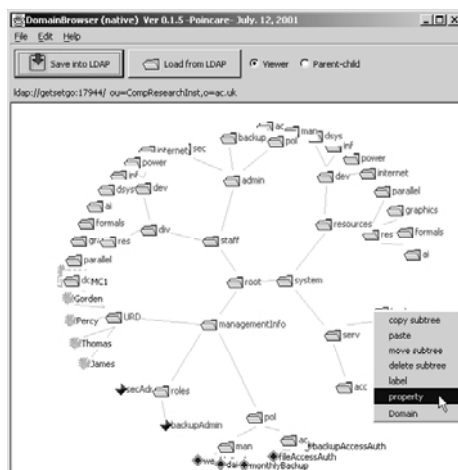 DomainBrowser (native) Ver 0.1.5 -Poincare- July. 12, 2001
File Edit Help
Save into LDAP Load from LDAP Viewer Parent-child
ldap://getsetgo:17944/ ou=CompResearchInst,o=ac.uk
internet sec backup ac man dsys
power pol inf
inf admin power
dsys dev dev internet
ai parallel
formals div resources graphics
res staff res formals
parallel ai
MC1 root system
Gorden
Percy URD managementInfo serv
Thomas
James
roles acc
secAdv
backupAdmin pol
man ac backupAccessAuth
fileAccessAuth
monthlyBackup
copy subtree
paste
move subtree
delete subtree
label
property
Domain